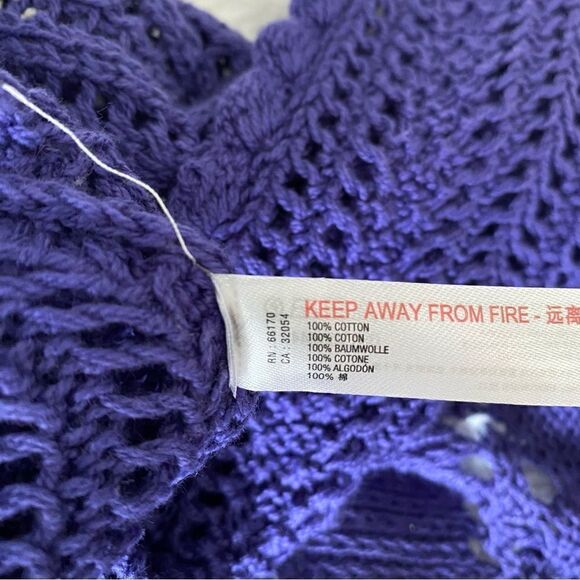 RN : 66170
CA : 32054
KEEP AWAY FROM FIRE - 远离
100% COTTON
100% COTON
100% BAUMWOLLE
100% COTONE
100% ALGODÓN
100% 棉